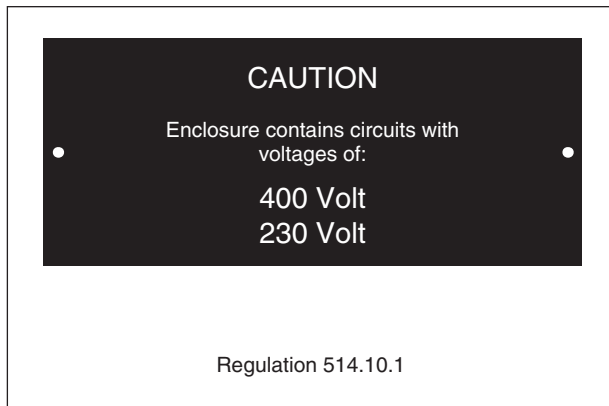 CAUTION
Enclosure contains circuits with
voltages of:
400 Volt
230 Volt
Regulation 514.10.1